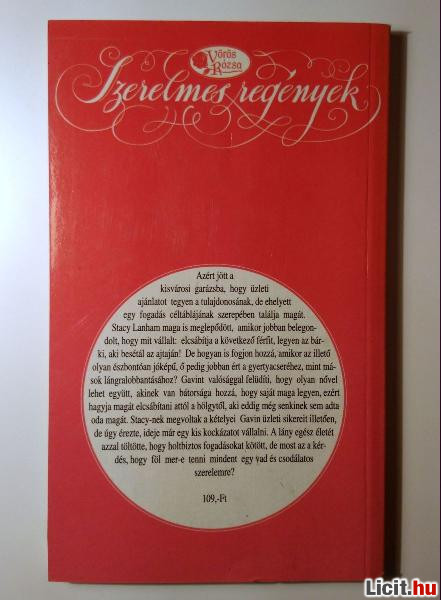 Vörös
Rózsa
Szerelmes regények
Azért jött a
kisvárosi garázsba, hogy üzleti
ajánlatot tegyen a tulajdonosának, de ehelyett
egy fogadás céltáblájának szerepében találja magát.
Stacy Lanham maga is meglepődött, amikor jobban belegon-
dolt, hogy mit vállalt: elcsábítja a következő férfit, legyen az bár-
ki, aki besétál az ajtaján! De hogyan is fogjon hozzá, amikor az illető
olyan észbontóan jóképű, ő pedig jobban ért a gyertyacseréhez, mint má-
sok lángralobbantásához? Gavint valósággal felüdíti, hogy olyan nővel
lehet együtt, akinek van bátorsága hozzá, hogy saját maga legyen, ezért
hagyja magát elcsábítani attól a hölgytől, aki eddig még senkinek sem adta
oda magát. Stacy-nek megvoltak a kételyei Gavin üzleti sikereit illetően,
de úgy érezte, ideje már egy kis kockázatot vállalni. A lány egész életét
azzal töltötte, hogy holtbiztos fogadásokat kötött, de most az a kér-
dés, hogy föl mer-e tenni mindent egy vad és csodálatos
szerelemre?
109,-Ft
Licit.hu